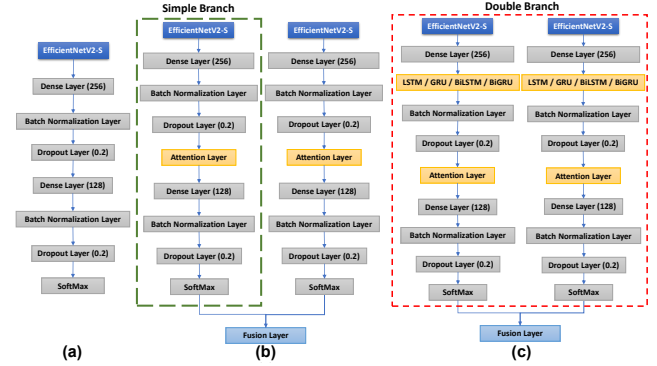 Simple Branch
Double Branch
EfficientNetV2-S
Dense Layer (256)
Batch Normalization Layer
Dropout Layer (0.2)
Dense Layer (128)
Batch Normalization Layer
Dropout Layer (0.2)
SoftMax
(a)
EfficientNetV2-S
Dense Layer (256)
Batch Normalization Layer
Dropout Layer (0.2)
Attention Layer
Dense Layer (128)
Batch Normalization Layer
Dropout Layer (0.2)
SoftMax
EfficientNetV2-S
Dense Layer (256)
Batch Normalization Layer
Dropout Layer (0.2)
Attention Layer
Dense Layer (128)
Batch Normalization Layer
Dropout Layer (0.2)
SoftMax
Fusion Layer
(b)
EfficientNetV2-S
Dense Layer (256)
LSTM / GRU / BiLSTM / BiGRU
Batch Normalization Layer
Dropout Layer (0.2)
Attention Layer
Dense Layer (128)
Batch Normalization Layer
Dropout Layer (0.2)
SoftMax
EfficientNetV2-S
Dense Layer (256)
LSTM / GRU / BiLSTM / BiGRU
Batch Normalization Layer
Dropout Layer (0.2)
Attention Layer
Dense Layer (128)
Batch Normalization Layer
Dropout Layer (0.2)
SoftMax
Fusion Layer
(c)